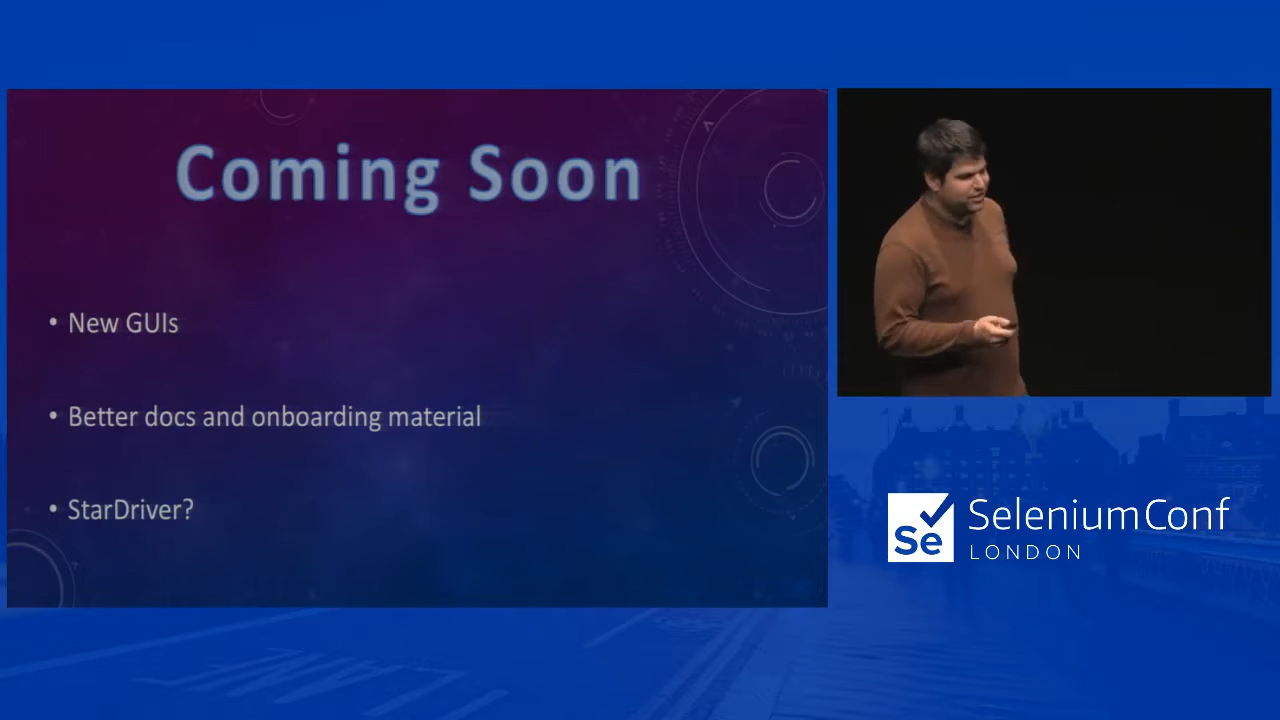 Coming Soon
• New GUIs
• Better docs and onboarding material
• StarDriver?
Se
SeleniumConf
LONDON